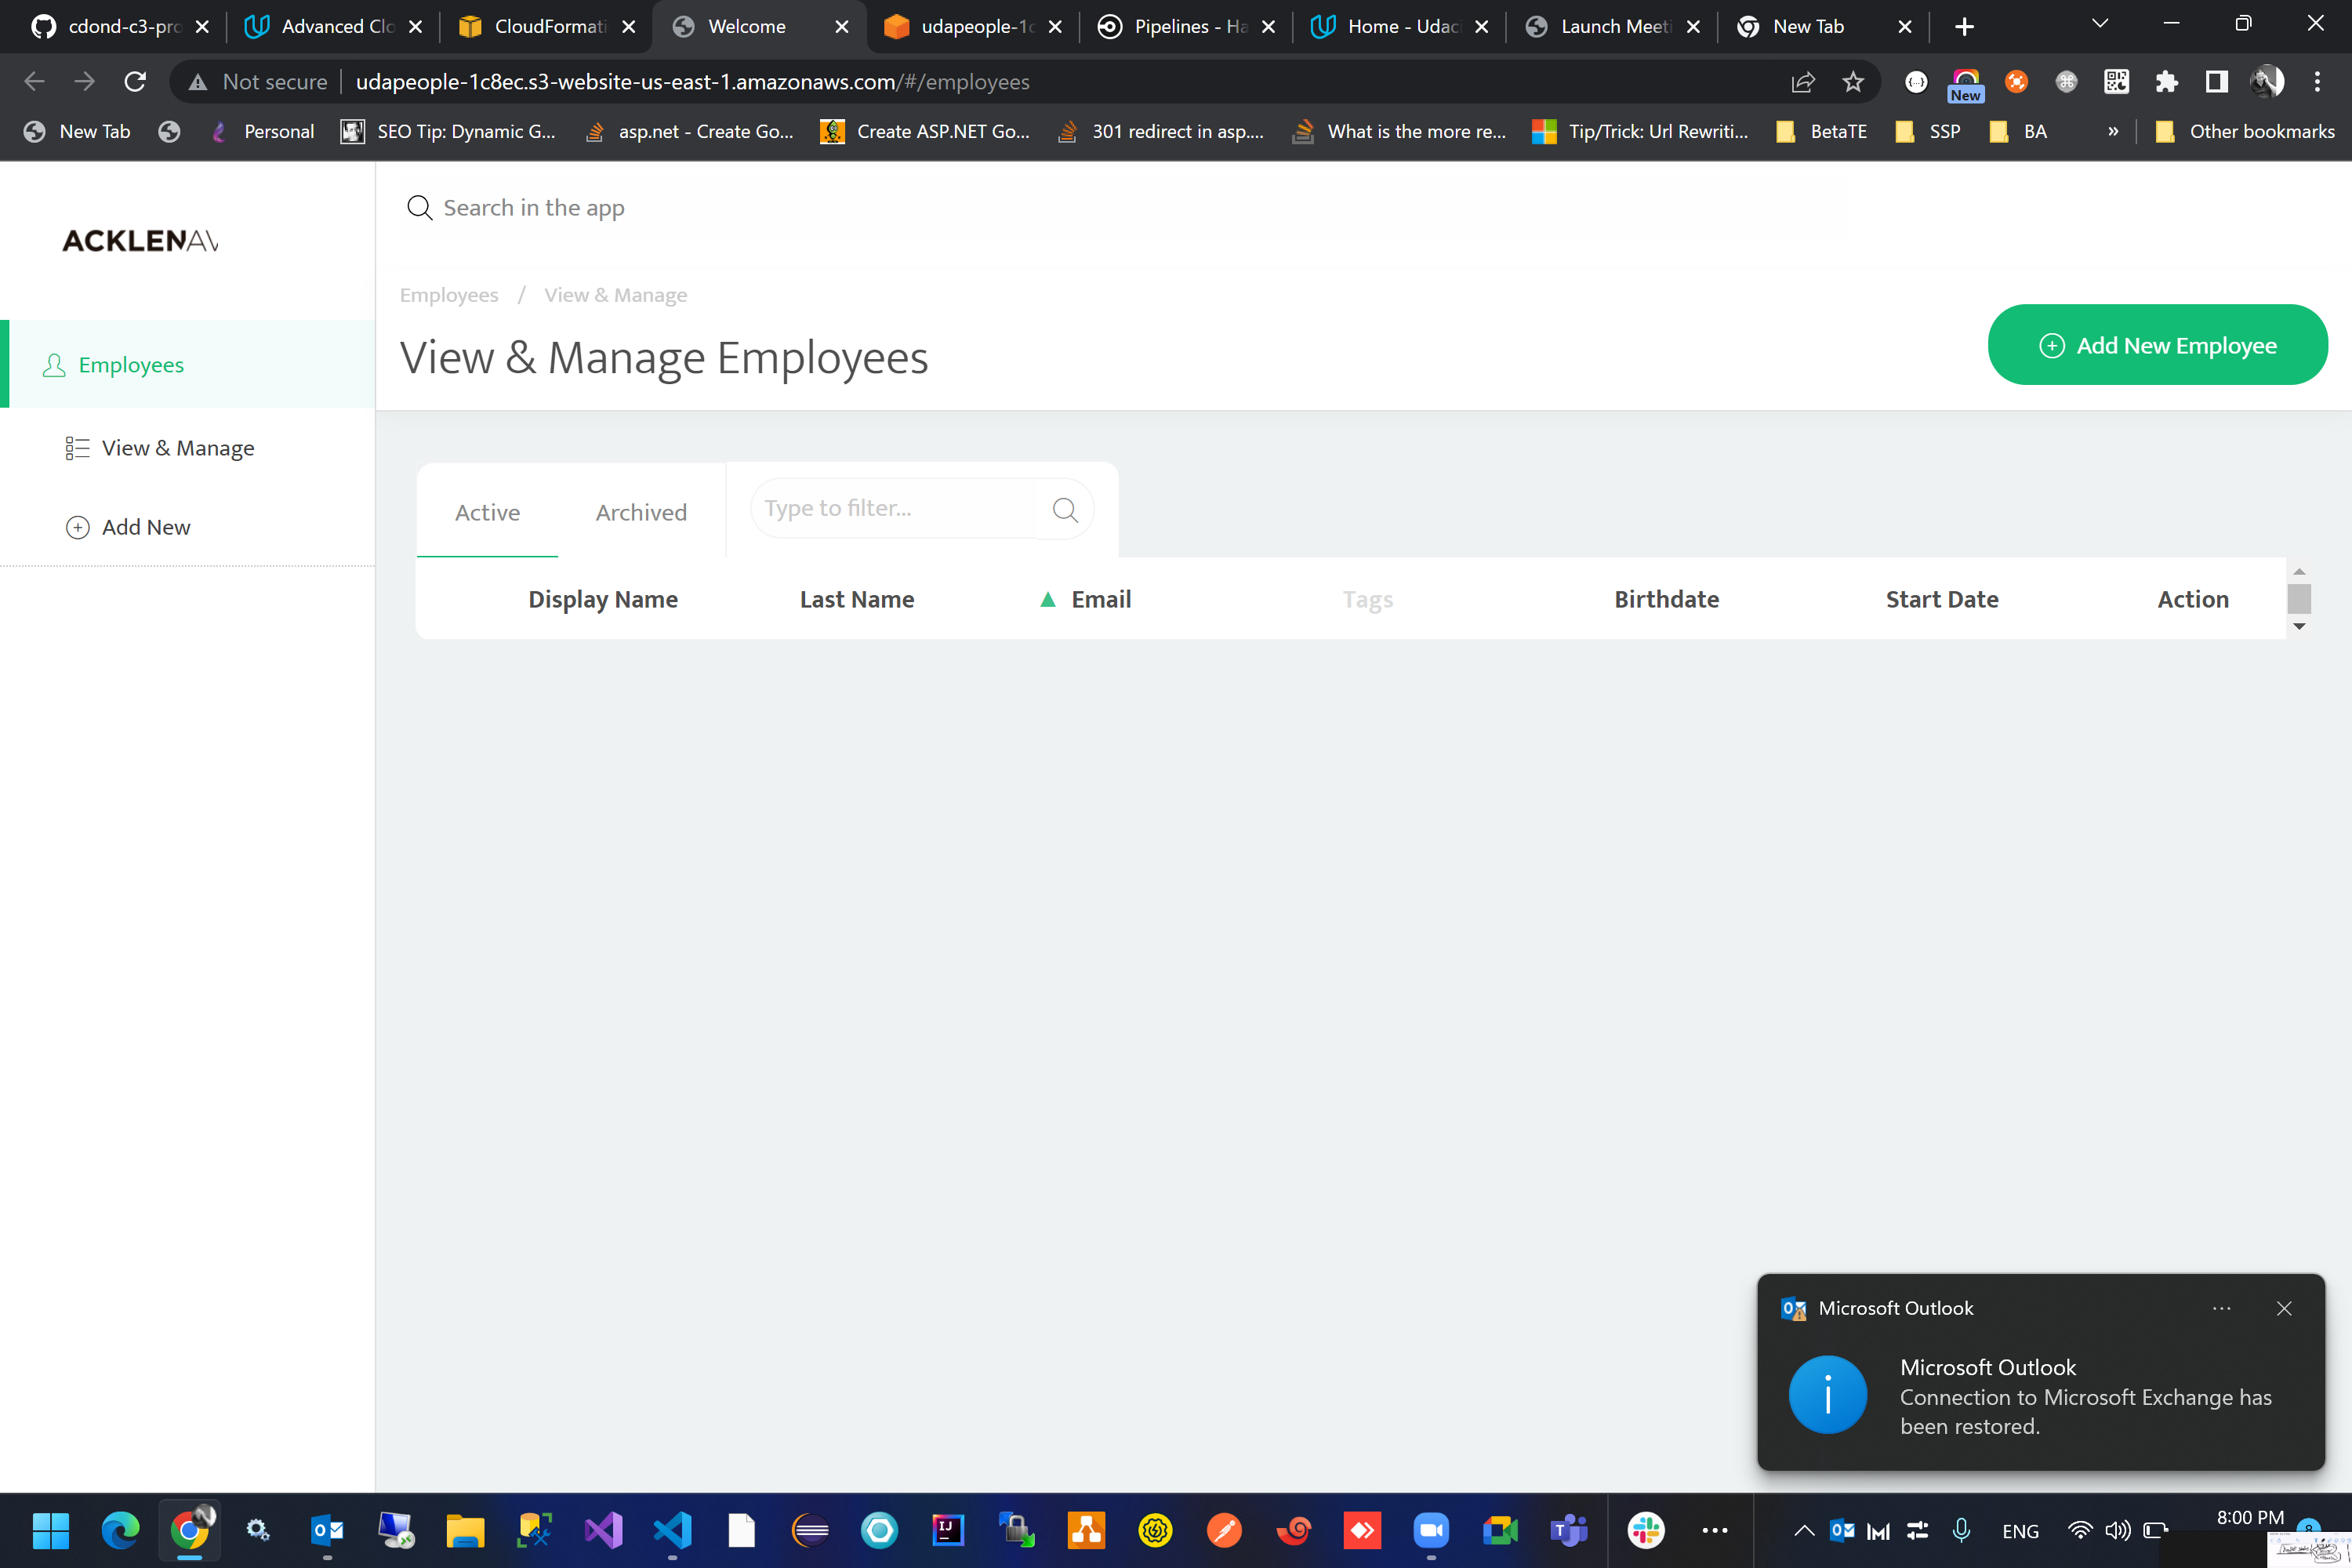 cdond-c3-pro
Advanced Clo
CloudFormati
Welcome
udapeople-1c
Pipelines - Ha
Home - Udaci
Launch Meeti
New Tab
Not secure
udapeople-1c8ec.s3-website-us-east-1.amazonaws.com/#/employees
New
New Tab
Personal
SEO Tip: Dynamic G...
asp.net - Create Go...
Create ASP.NET Go...
301 redirect in asp....
What is the more re...
Tip/Trick: Url Rewriti...
BetaTE
SSP
BA
»
Other bookmarks
ACKLENAV
Search in the app
Employees / View & Manage
View & Manage Employees
Add New Employee
Employees
View & Manage
Add New
Active
Archived
Type to filter...
Display Name
Last Name
Email
Tags
Birthdate
Start Date
Action
Microsoft Outlook
Microsoft Outlook
Connection to Microsoft Exchange has
been restored.
ENG
8:00 PM